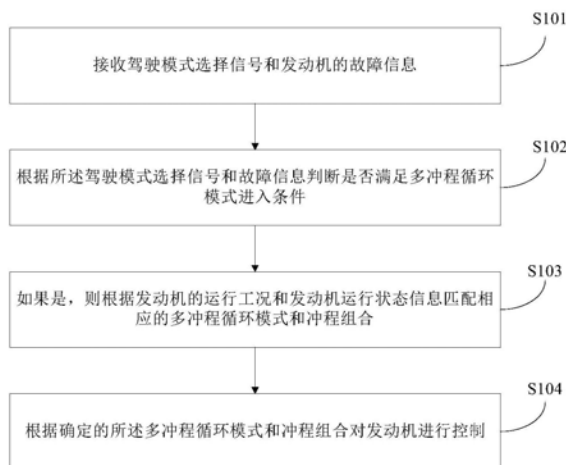 S101
接收驾驶模式选择信号和发动机的故障信息
S102
根据所述驾驶模式选择信号和故障信息判断是否满足多冲程循环
模式进入条件
S103
如果是，则根据发动机的运行工况和发动机运行状态信息匹配相
应的多冲程循环模式和冲程组合
S104
根据确定的所述多冲程循环模式和冲程组合对发动机进行控制